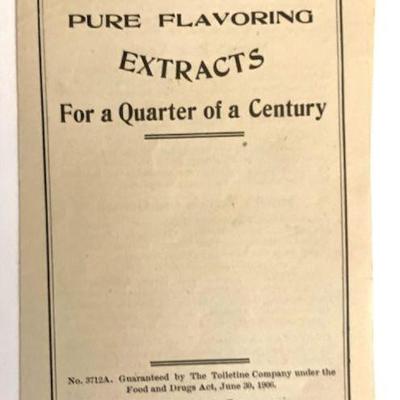 PURE FLAVORING
EXTRACTS
For a Quarter of a Century
No. 3712A. Guaranteed by The Toiletine Company under the
Food and Drugs Act, June 30, 1906.